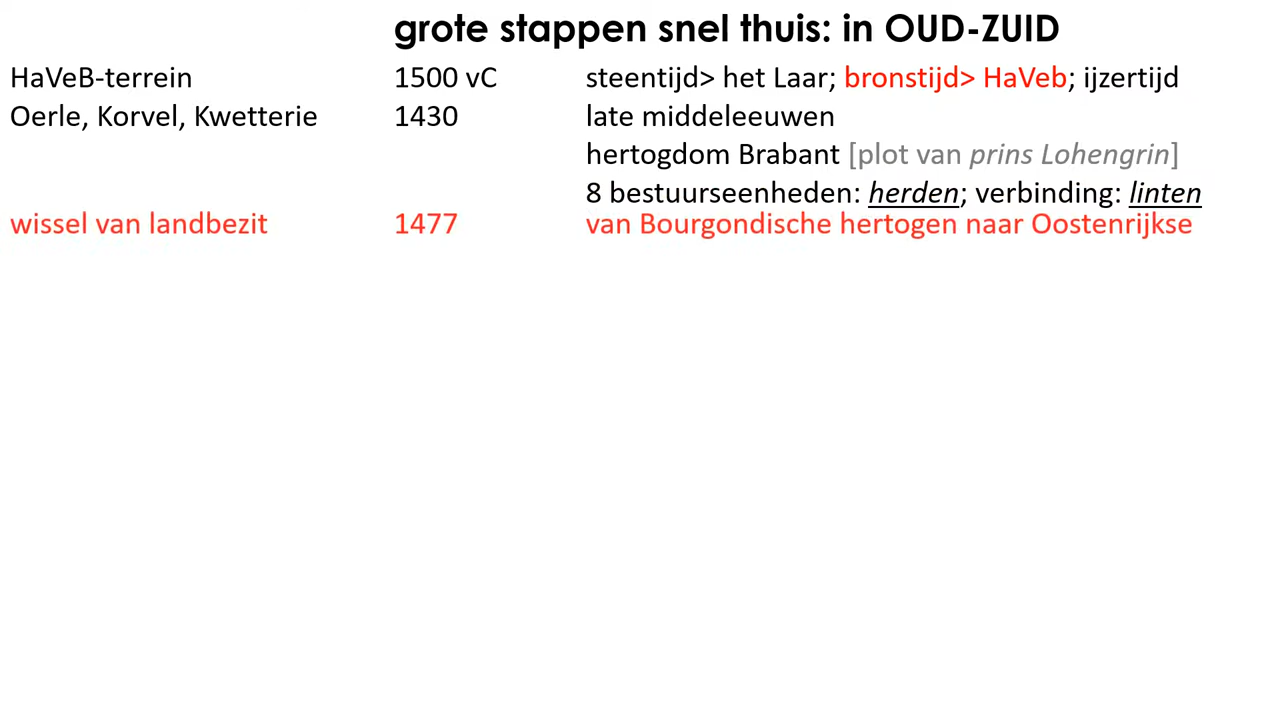 grote stappen snel thuis: in OUD-ZUID
HaVeB-terrein 1500 vC steentijd> het Laar; bronstijd> HaVeb; ijzertijd
Oerle, Korvel, Kwetterie 1430 late middeleeuwen
hertogdom Brabant [plot van prins Lohengrin]
8 bestuurseenheden: herden; verbinding: linten
wissel van landbezit 1477 van Bourgondische hertogen naar Oostenrijkse